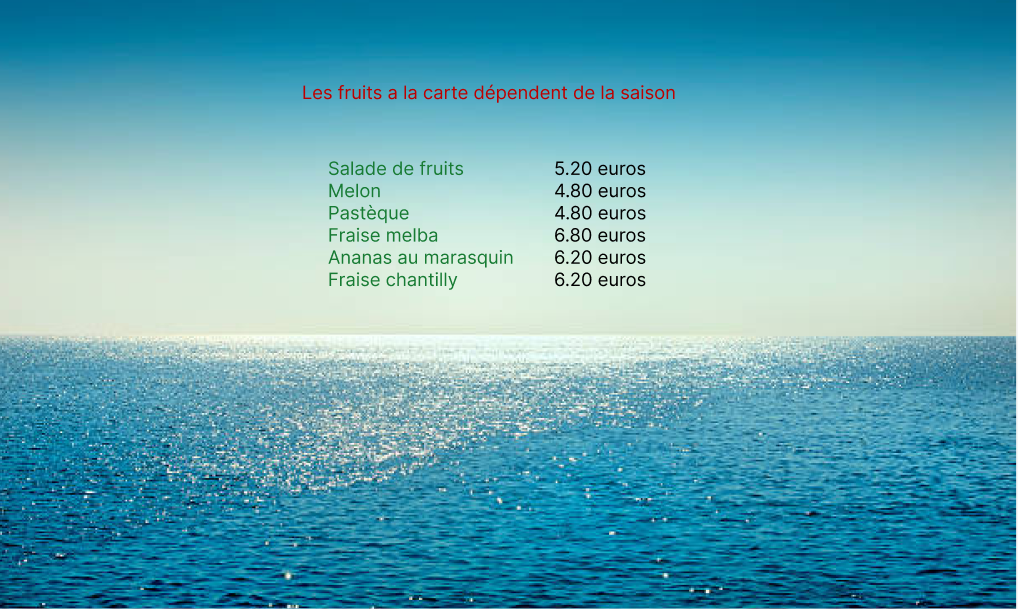 Les fruits a la carte dépendent de la saison
Salade de fruits 5.20 euros
Melon 4.80 euros
Pastèque 4.80 euros
Fraise melba 6.80 euros
Ananas au marasquin 6.20 euros
Fraise chantilly 6.20 euros